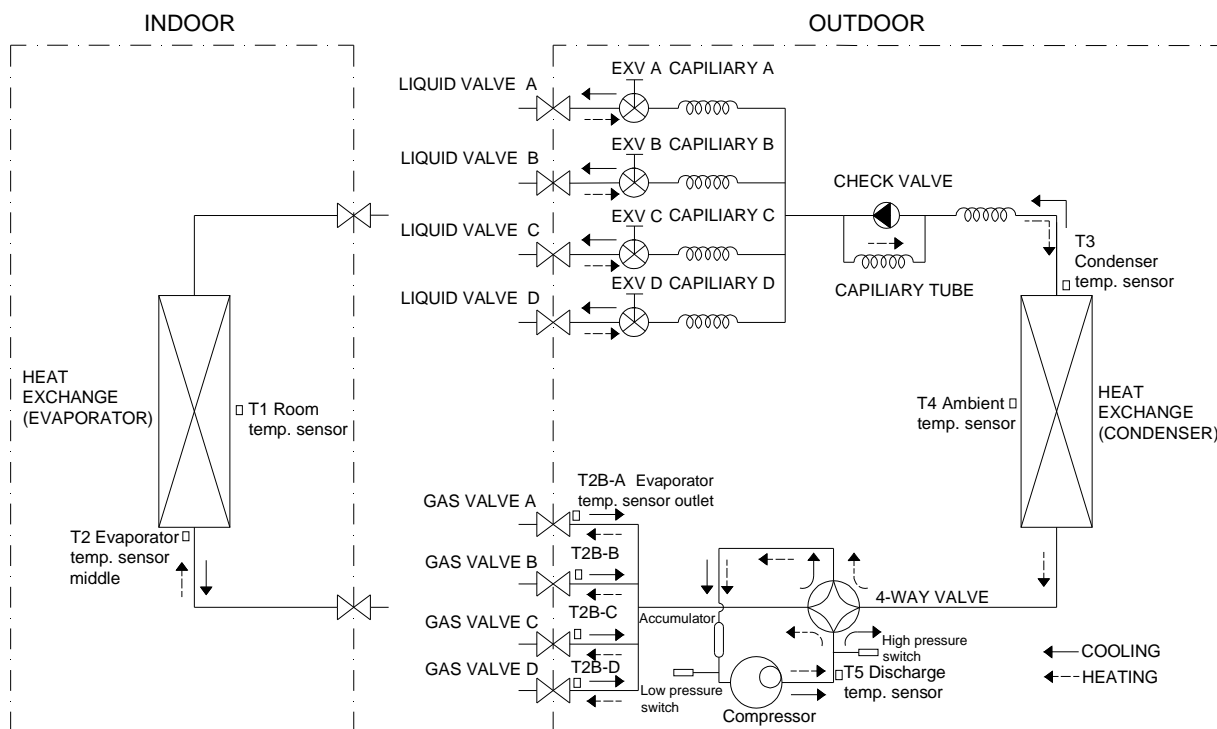 INDOOR
OUTDOOR
LIQUID VALVE A
EXV A CAPILIARY A
LIQUID VALVE B
EXV B CAPILIARY B
LIQUID VALVE C
EXV C CAPILIARY C
LIQUID VALVE D
EXV D CAPILIARY D
CHECK VALVE
CAPILIARY TUBE
T3
Condenser
temp. sensor
HEAT
EXCHANGE
(EVAPORATOR)
T1 Room
temp. sensor
T4 Ambient
temp. sensor
HEAT
EXCHANGE
(CONDENSER)
T2 Evaporator
temp. sensor
middle
GAS VALVE A
T2B-A Evaporator
temp. sensor outlet
GAS VALVE B
T2B-B
GAS VALVE C
T2B-C
GAS VALVE D
T2B-D
Accumulator
4-WAY VALVE
High pressure
switch
Low pressure
switch
T5 Discharge
temp. sensor
Compressor
COOLING
HEATING